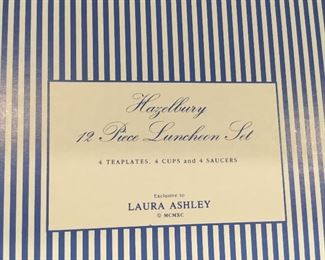 Hazelbury
12 Piece Luncheon Set
4 TEAPLATES, 4 CUPS and 4 SAUCERS
Exclusive to
LAURA ASHLEY
© MCMXC